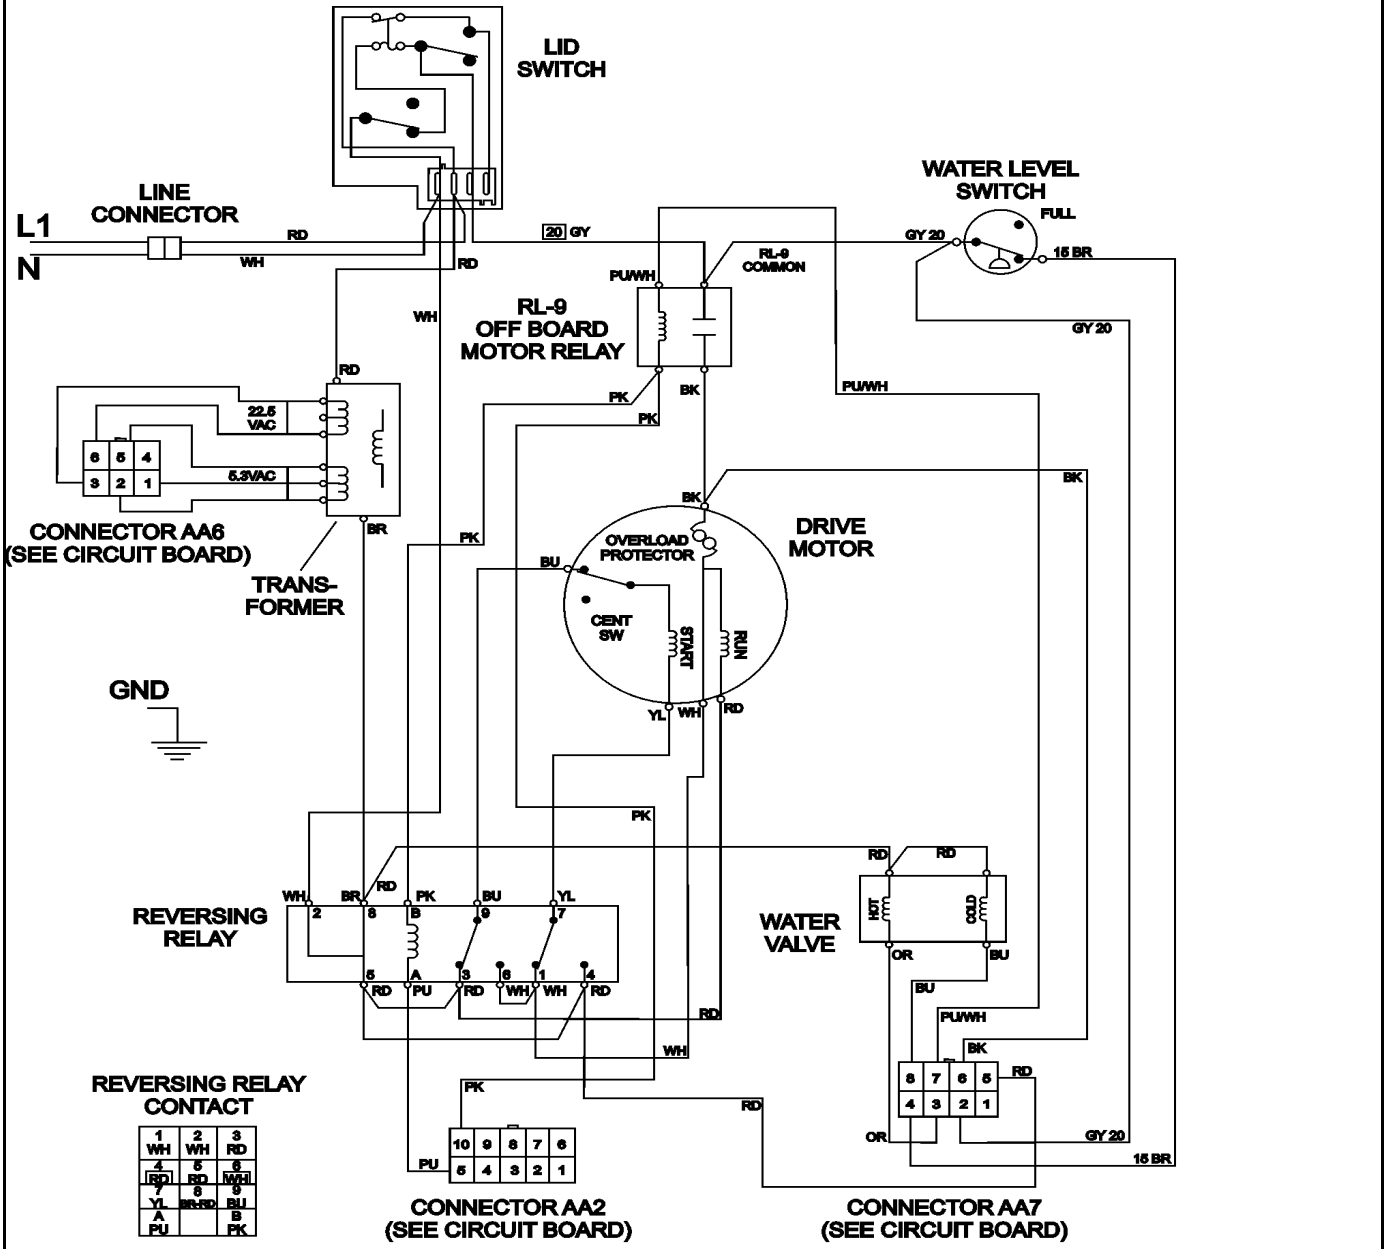 LID
SWITCH
LINE
CONNECTOR
L1
N
RD
WH
RD
WH
20 GY
WATER LEVEL
SWITCH
FULL
GY 20
15 BR
RL-9
COMMON
PU/WH
GY 20
RL-9
OFF BOARD
MOTOR RELAY
RD
PK
BK
PK
PU/WH
22.5
VAC
6 5 4
3 2 1
5.3VAC
CONNECTOR AA6
(SEE CIRCUIT BOARD)
BR
TRANS-
FORMER
PK
BK
BK
DRIVE
MOTOR
OVERLOAD
PROTECTOR
BU
CENT
SW
START
RUN
YL
WH
RD
GND
PK
RD
RD
WH
BR
RD
PK
BU
YL
2 8 B 9 7
REVERSING
RELAY
5 A 3 6 1 4
RD
PU
RD
WH
WH
RD
HOT
COLD
WATER
VALVE
OR
BU
BU
RD
PU/WH
WH
BK
PK
RD
8 7 6 5
4 3 2 1
RD
OR
GY 20
15 BR
REVERSING RELAY
CONTACT
1 2 3
WH WH RD
4 5 6
RD RD WH
7 8 9
YL BR-RD BU
A B
PU PK
10 9 8 7 6
5 4 3 2 1
PU
CONNECTOR AA2
(SEE CIRCUIT BOARD)
CONNECTOR AA7
(SEE CIRCUIT BOARD)